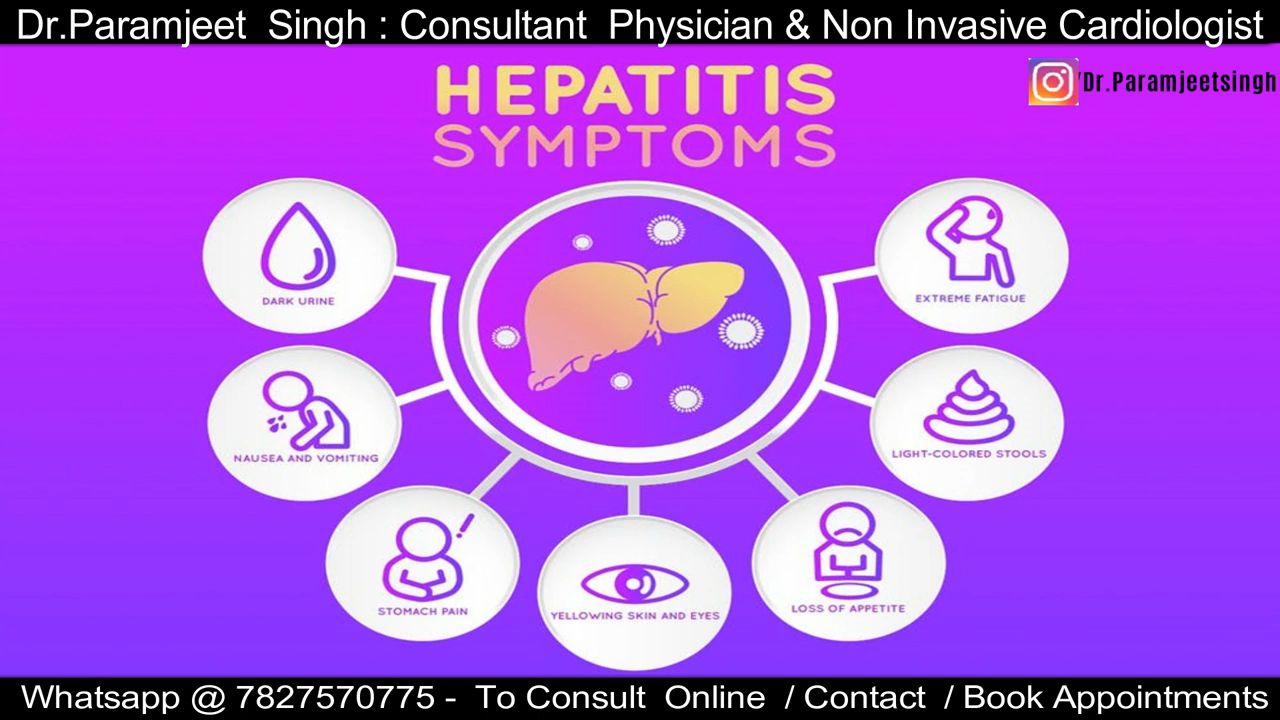 Dr.Paramjeet Singh : Consultant Physician & Non Invasive Cardiologist
/Dr.Paramjeetsingh
HEPATITIS
SYMPTOMS
DARK URINE
EXTREME FATIGUE
NAUSEA AND VOMITING
LIGHT-COLORED STOOLS
STOMACH PAIN
YELLOWING SKIN AND EYES
LOSS OF APPETITE
Whatsapp @ 7827570775 - To Consult Online / Contact / Book Appointments